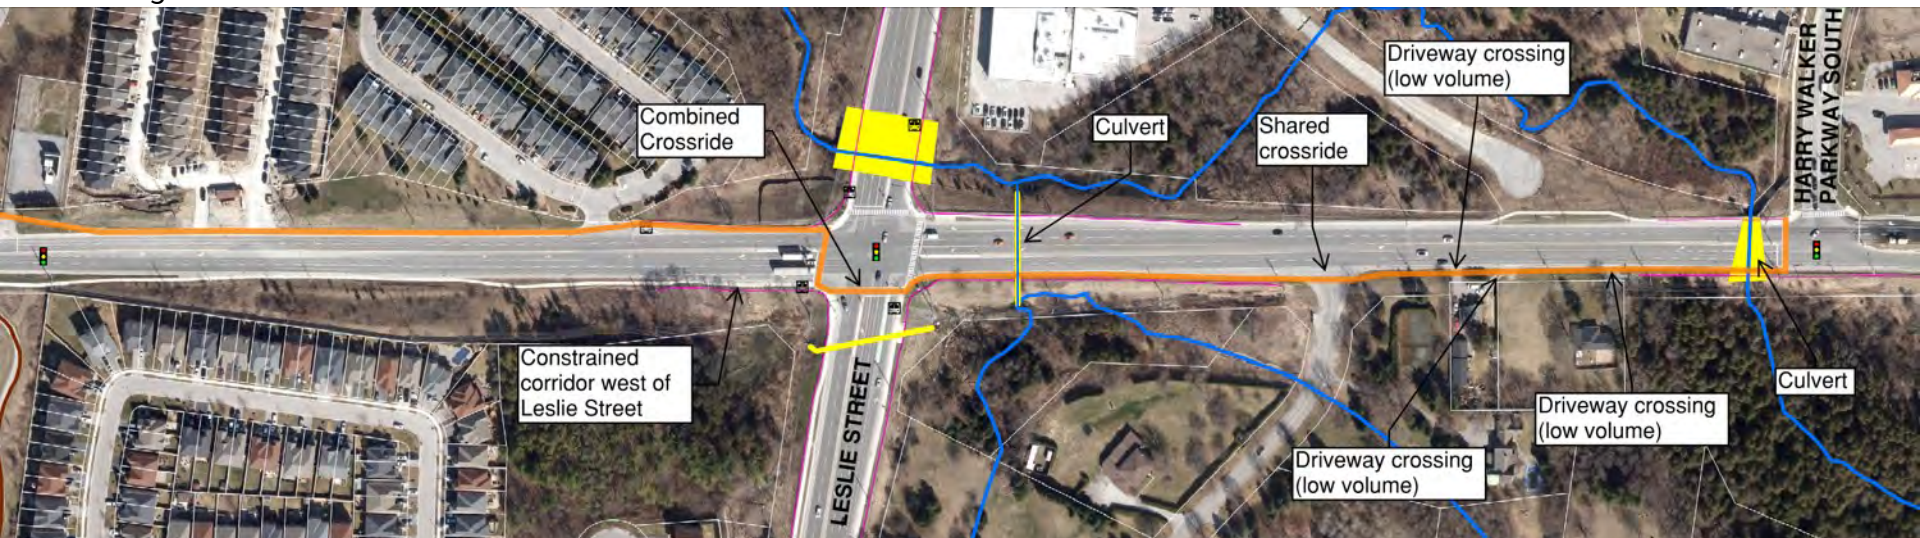 Driveway crossing
(low volume)
HARRY WALKER
PARKWAY SOUTH
Combined
Crossride
Culvert
Shared
crossride
Constrained
corridor west of
Leslie Street
LESLIE STREET
Culvert
Driveway crossing
(low volume)
Driveway crossing
(low volume)